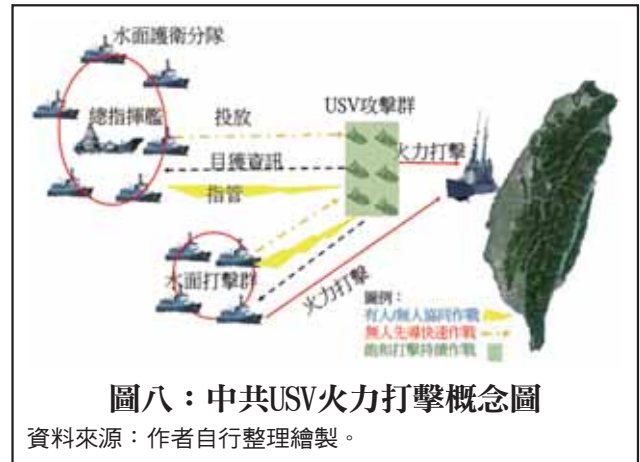 水面護衛分隊
總指揮艦
投放
USV攻擊群
火力打擊
目獲資訊
指管
水面打擊群
火力打擊
圖例：
有人/無人協同作戰
無人先導快速作戰
飽和打擊持續作戰
圖八：中共USV火力打擊概念圖
資料來源：作者自行整理繪製。